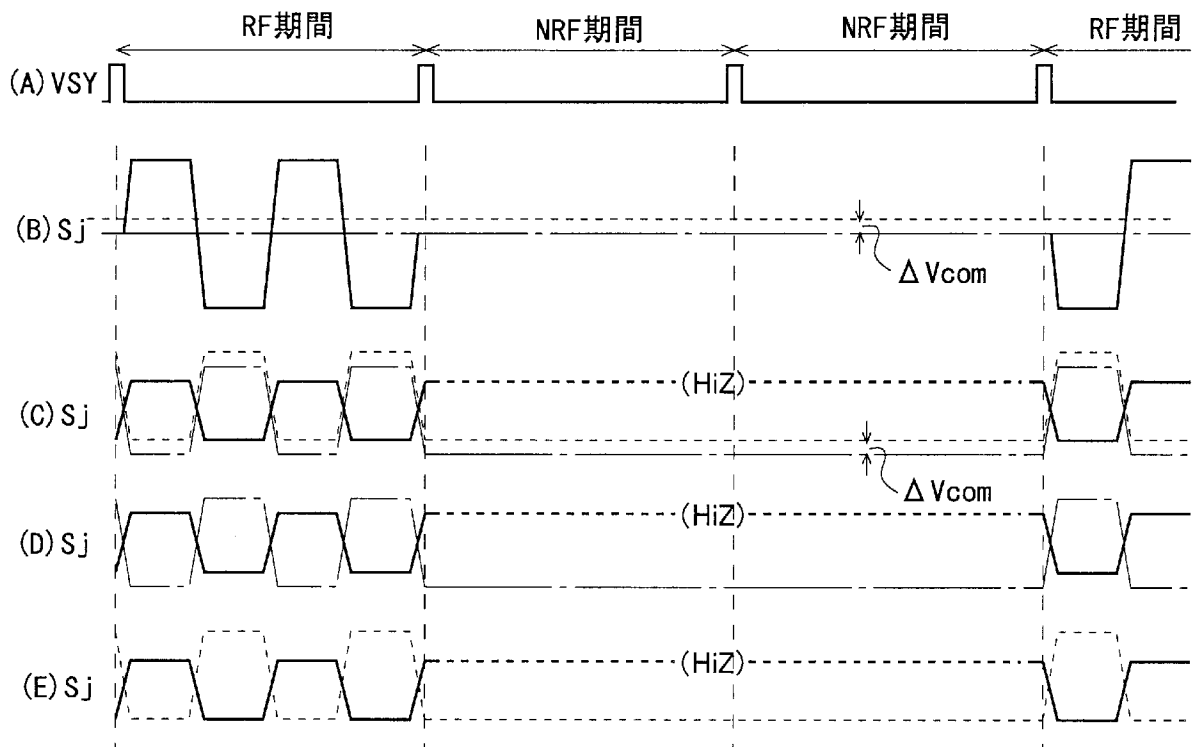 RF期間 NRF期間 NRF期間 RF期間
(A) VSY
(B) Sj
ΔVcom
(HiZ)
(C) Sj
ΔVcom
(HiZ)
(D) Sj
(HiZ)
(E) Sj